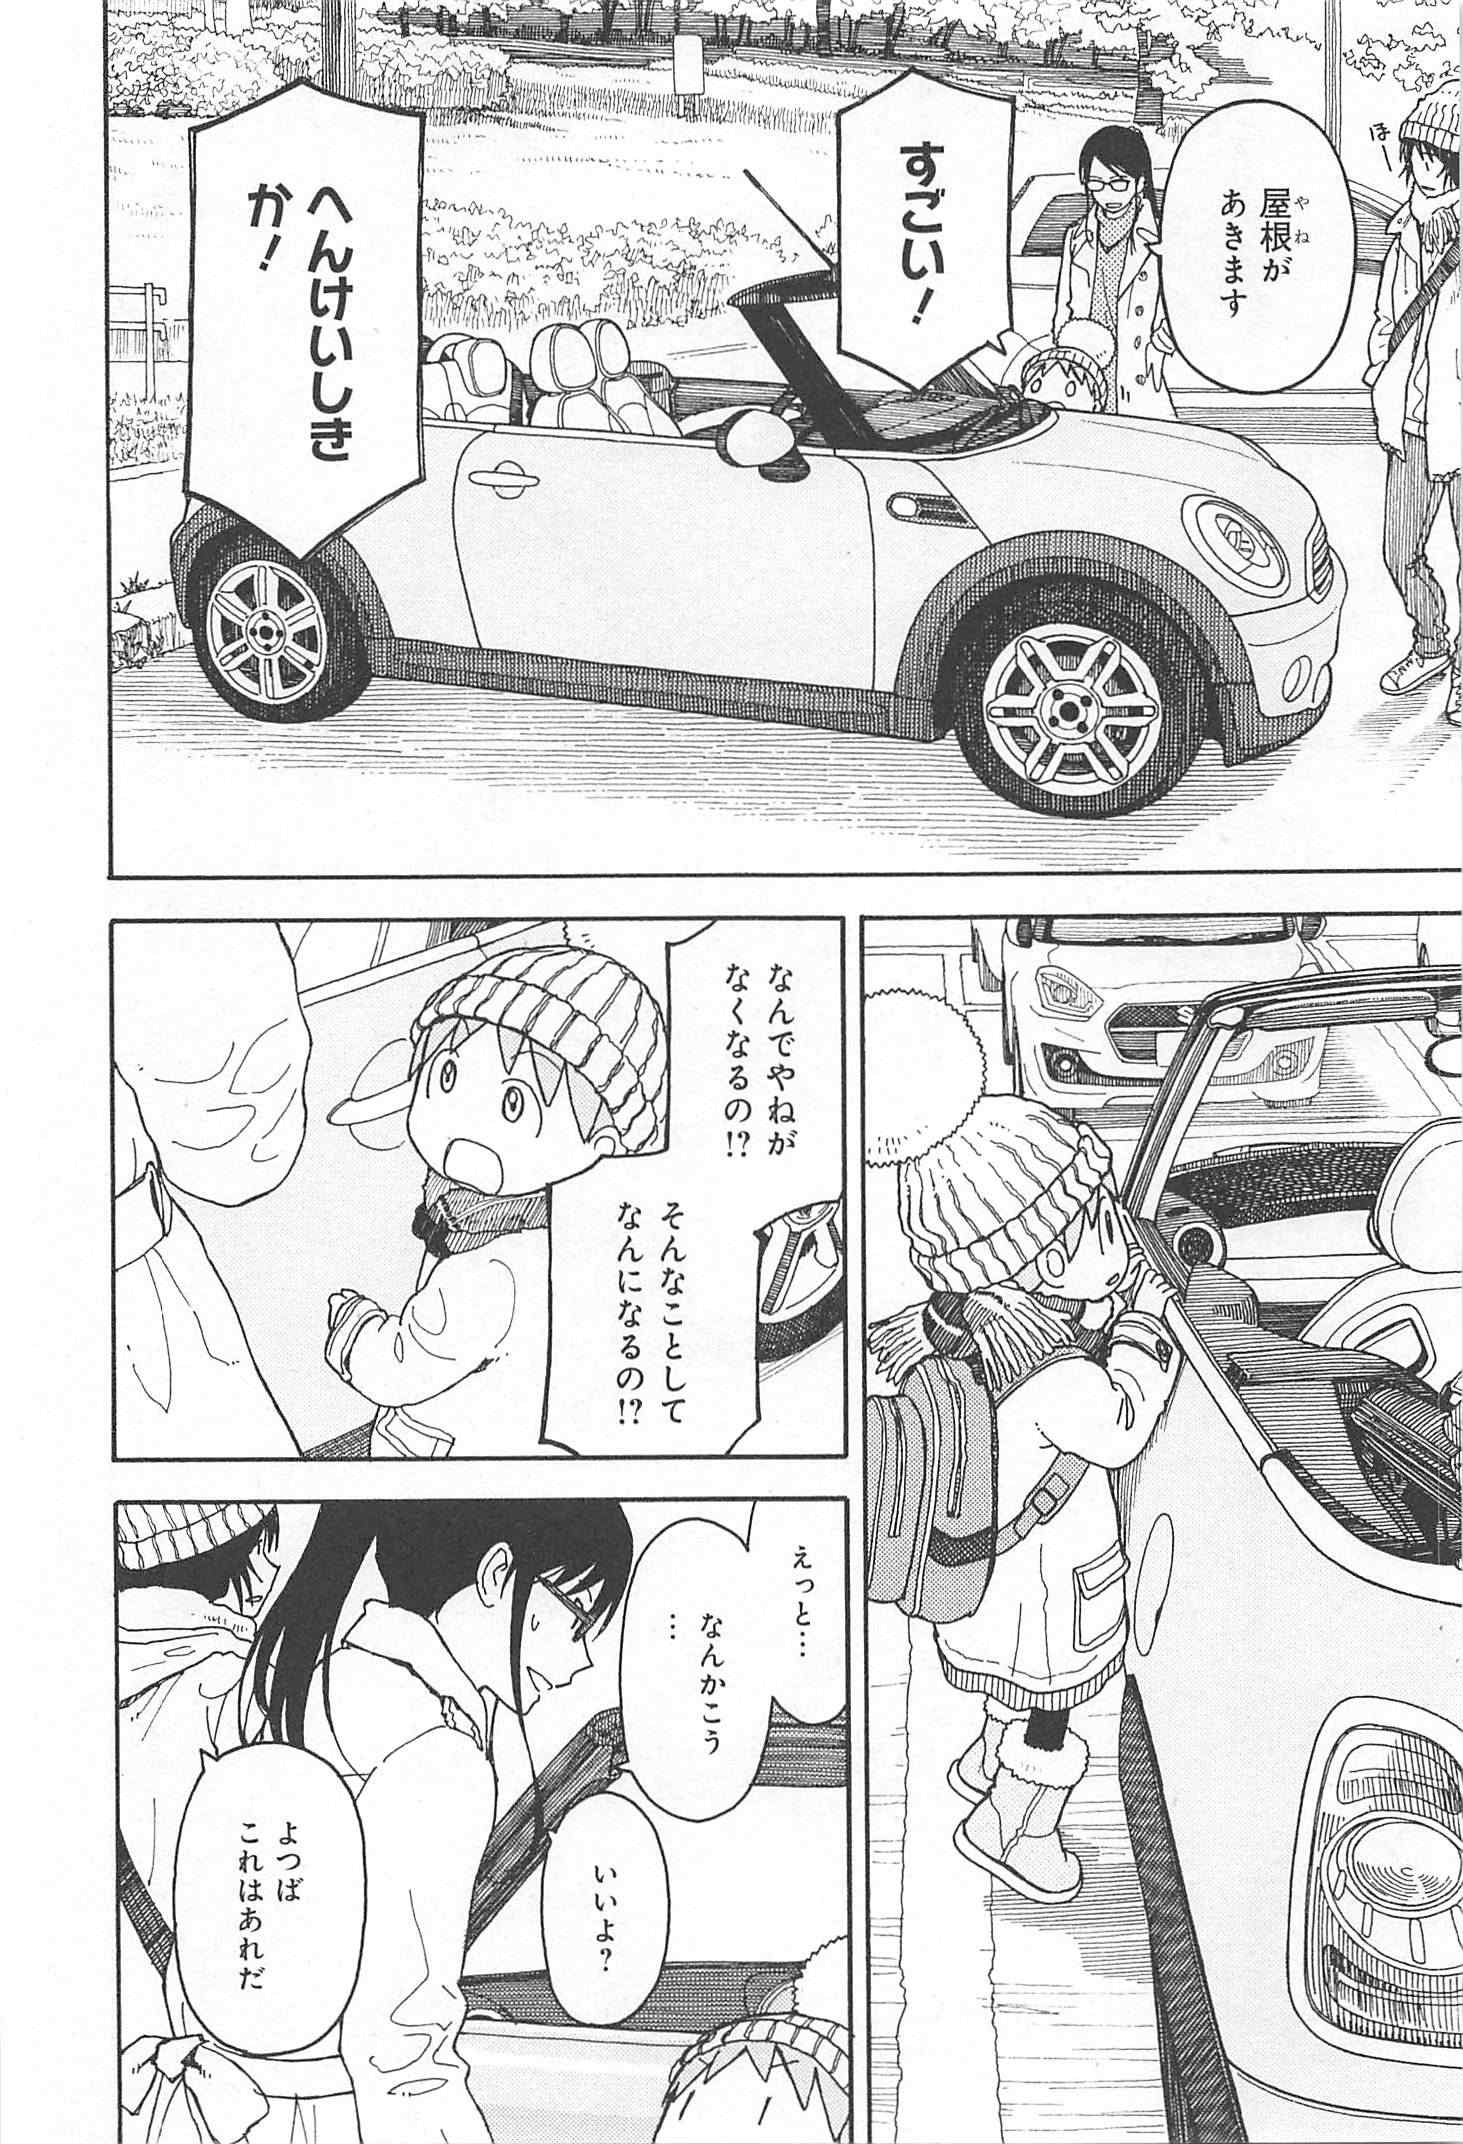 ほー
屋根が
やね
あきます
すごい！
へんけいしき
か！
なんでやねが
なくなるの!?
そんなことして
なんになるの!?
えっと…
なんかこう
…
いいよ？
よつば
これはあれだ